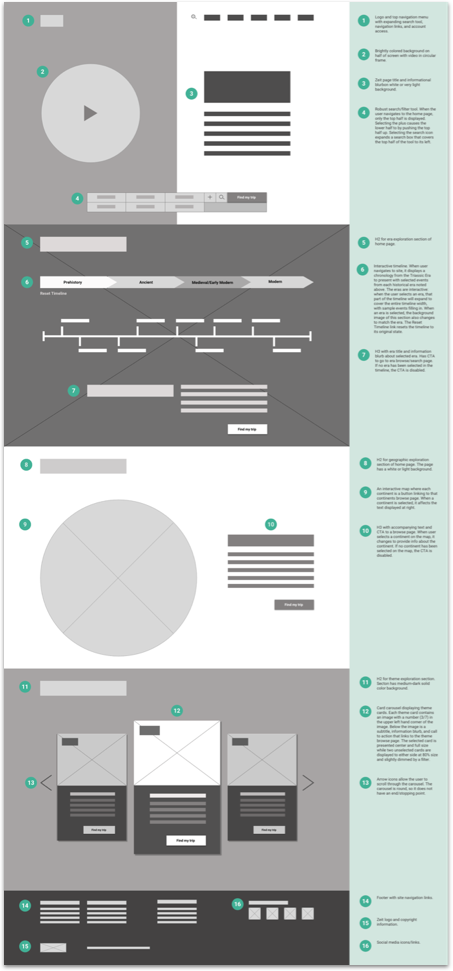 1
1
Logo and top navigation menu
with expanding search tool,
navigation links, and account
access.
2
2
Brightly colored background on
half of screen with video in circular
frame.
3
3
Zeit page title and informational
blurb on white or very light
background.
4
4
Robust search/filter tool. When the
user navigates to the home page,
only the top half is displayed.
Selecting the plus causes the
lower half to by pushing the top
half up. Selecting the search icon
expands a search box that covers
the top half of the tool to its left.
+
Find my trip
5
5
H2 for era exploration section of
home page.
6
6
Interactive timeline. When user
navigates to site, it displays a
chronology from the Triassic Era
to present with selected events
from each historical era noted
above. The eras are interactive;
when the user selects an era, that
part of the timeline will expand to
cover the entire timeline width,
with sample events filling in. When
an era is selected, the background
image of this section also changes
to match the era. The Reset
Timeline link resets the timeline to
its original state.
Prehistory
Ancient
Medieval/Early Modern
Modern
Reset Timeline
7
7
H3 with era title and information
blurb about selected era. Has CTA
to go to era browse/search page.
If no era has been selected in the
timeline, the CTA is disabled.
Find my trip
8
8
H2 for geographic exploration
section of home page. The page
has a white or light background.
9
9
An interactive map where each
continent is a button linking to that
continents browse page. When a
continent is selected, it affects the
text displayed at right.
10
10
H3 with accompanying text and
CTA to a browse page. When user
selects a continent on the map, it
changes to provide info about the
continent. If no continent has been
selected on the map, the CTA is
disabled.
Find my trip
11
11
H2 for theme exploration section.
Section has medium-dark solid
color background.
12
12
Card carousel displaying theme
cards. Each theme card contains
an image with a number (X/7) in
the upper left hand corner of the
image. Below the image is a
subtitle, information blurb, and call
to action that links to the theme
browse page. The selected card is
presented center and full size
while two unselected cards are
displayed to either side at 80% size
and slightly dimmed by a filter.
13
13
Arrow icons allow the user to
scroll through the carousel. The
carousel is round, so it does not
have an end/stopping point
Find my trip
Find my trip
Find my trip
14
14
Footer with site navigation links.
15
15
Zeit logo and copyright
information.
16
16
Social media icons/links.